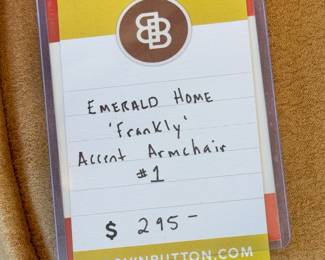 EMERALD HOME
'Frankly'
Accent Armchair
#1
$ 295-